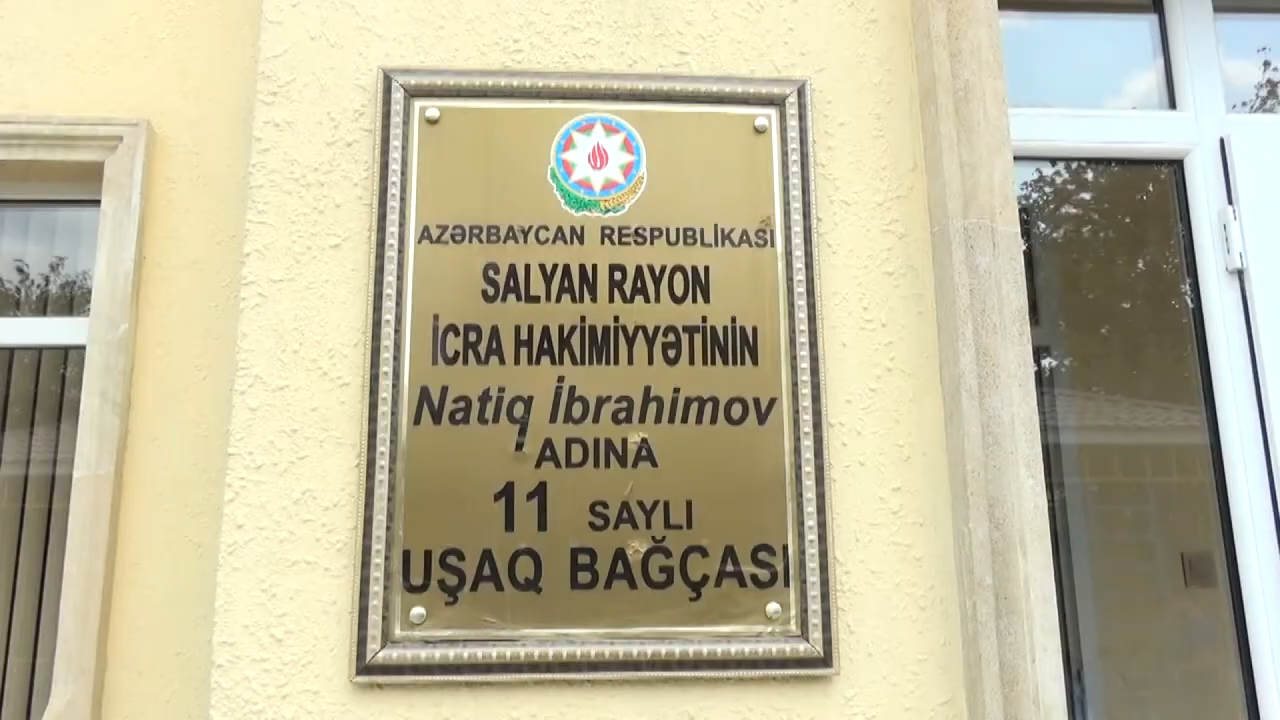 AZƏRBAYCAN RESPUBLİKASI
SALYAN RAYON
İCRA HAKİMİYYƏTİNİN
Natiq İbrahimov
ADINA
11 SAYLI
UŞAQ BAĞÇASI